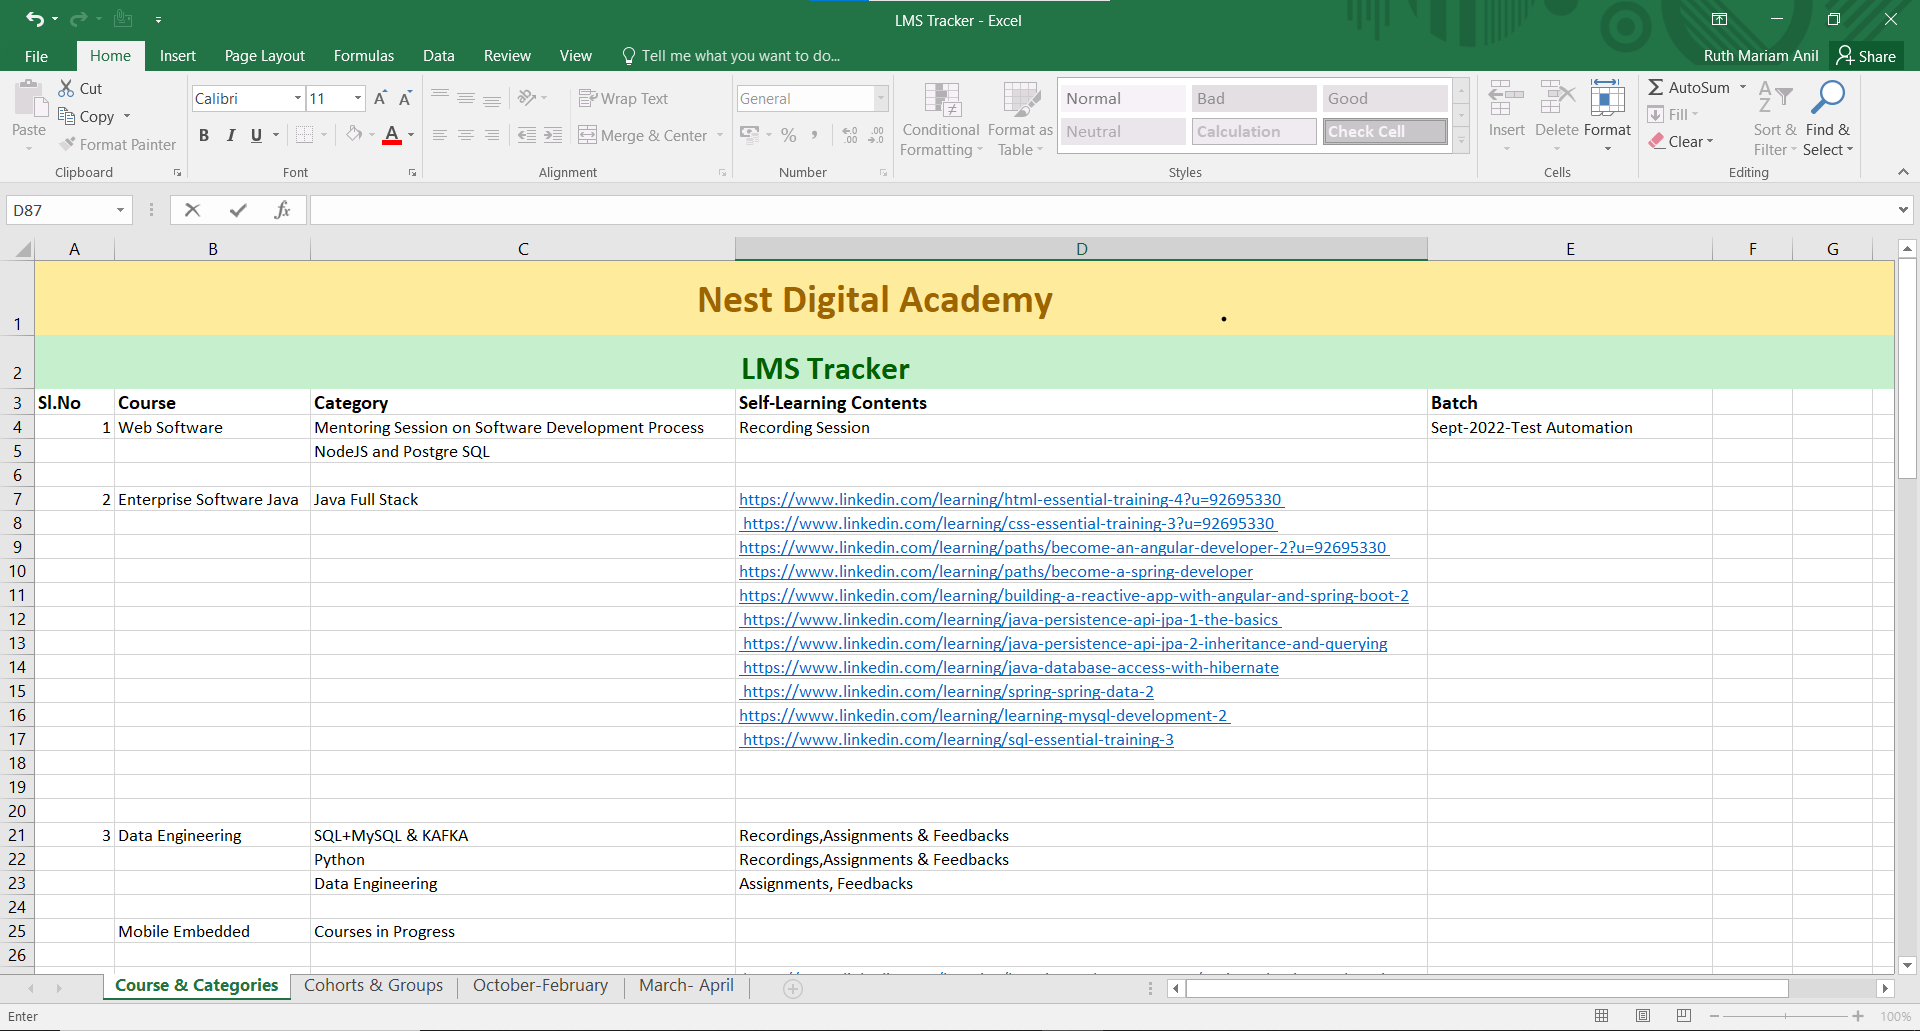 LMS Tracker - Excel
File Home Insert Page Layout Formulas Data Review View Tell me what you want to do... Ruth Mariam Anil Share
Paste Cut Copy Format Painter
Clipboard
Calibri 11
B I U A
Font
Wrap Text
Merge & Center
Alignment
General
%
Number
Conditional Formatting
Format as Table
Normal Bad Good
Neutral Calculation Check Cell
Styles
Insert Delete Format
Cells
AutoSum
Fill
Clear
Sort & Filter
Find & Select
Editing
D87 fx
A B C D E F G
1 Nest Digital Academy .
2 LMS Tracker
3 Sl.No Course Category Self-Learning Contents Batch
4 1 Web Software Mentoring Session on Software Development Process Recording Session Sept-2022-Test Automation
5 NodeJS and Postgre SQL
6
7 2 Enterprise Software Java Java Full Stack https://www.linkedin.com/learning/html-essential-training-4?u=92695330
8 https://www.linkedin.com/learning/css-essential-training-3?u=92695330
9 https://www.linkedin.com/learning/paths/become-an-angular-developer-2?u=92695330
10 https://www.linkedin.com/learning/paths/become-a-spring-developer
11 https://www.linkedin.com/learning/building-a-reactive-app-with-angular-and-spring-boot-2
12 https://www.linkedin.com/learning/java-persistence-api-jpa-1-the-basics
13 https://www.linkedin.com/learning/java-persistence-api-jpa-2-inheritance-and-querying
14 https://www.linkedin.com/learning/java-database-access-with-hibernate
15 https://www.linkedin.com/learning/spring-spring-data-2
16 https://www.linkedin.com/learning/learning-mysql-development-2
17 https://www.linkedin.com/learning/sql-essential-training-3
18
19
20
21 3 Data Engineering SQL+MySQL & KAFKA Recordings,Assignments & Feedbacks
22 Python Recordings,Assignments & Feedbacks
23 Data Engineering Assignments, Feedbacks
24
25 Mobile Embedded Courses in Progress
26
Course & Categories Cohorts & Groups October-February March- April
Enter 100%